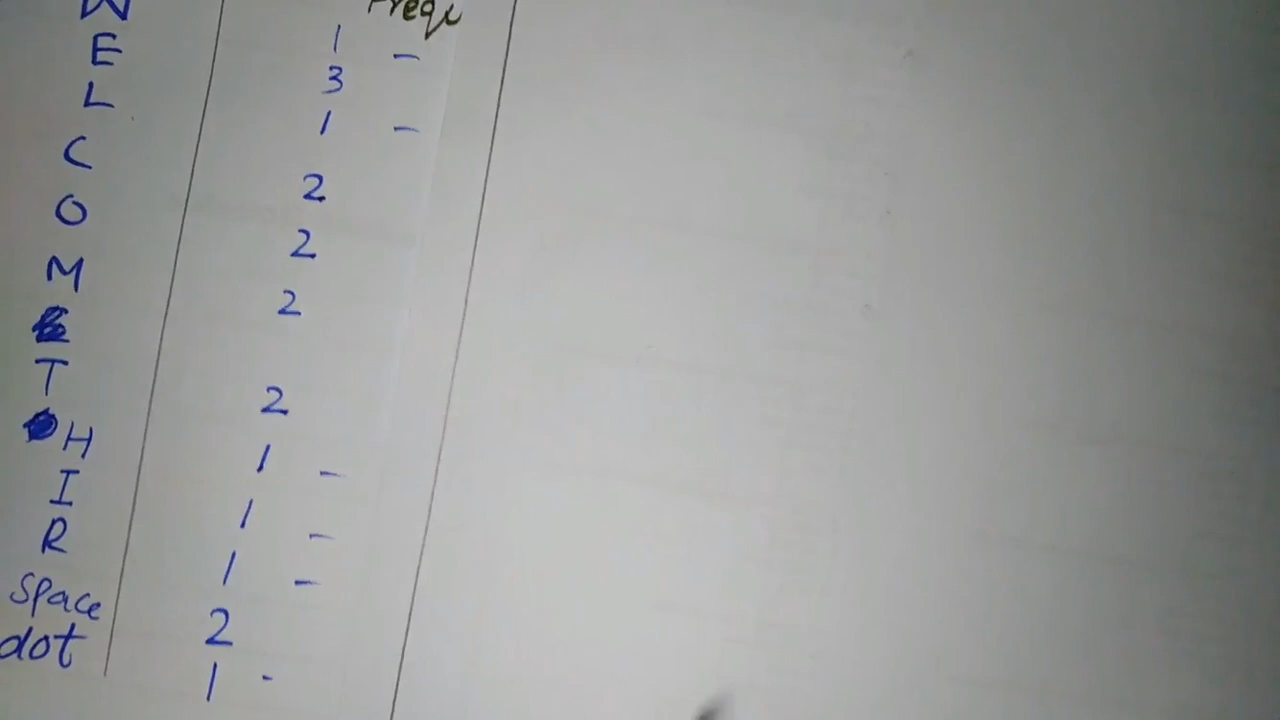 Frequ
W 1 -
E 3
L 1 -
C 2
O 2
M 2
T 2
H 1 -
I 1 -
R 1 -
Space 2
dot 1 -